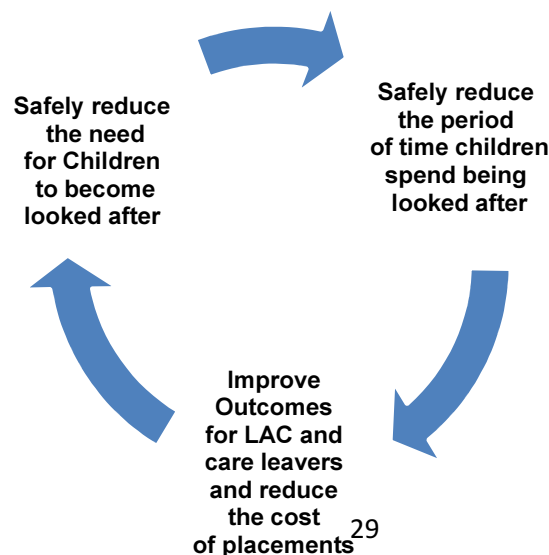 Safely reduce
the need
for Children
to become
looked after
Safely reduce
the period
of time children
spend being
looked after
Improve
Outcomes
for LAC and
care leavers
and reduce
the cost
of placements
29